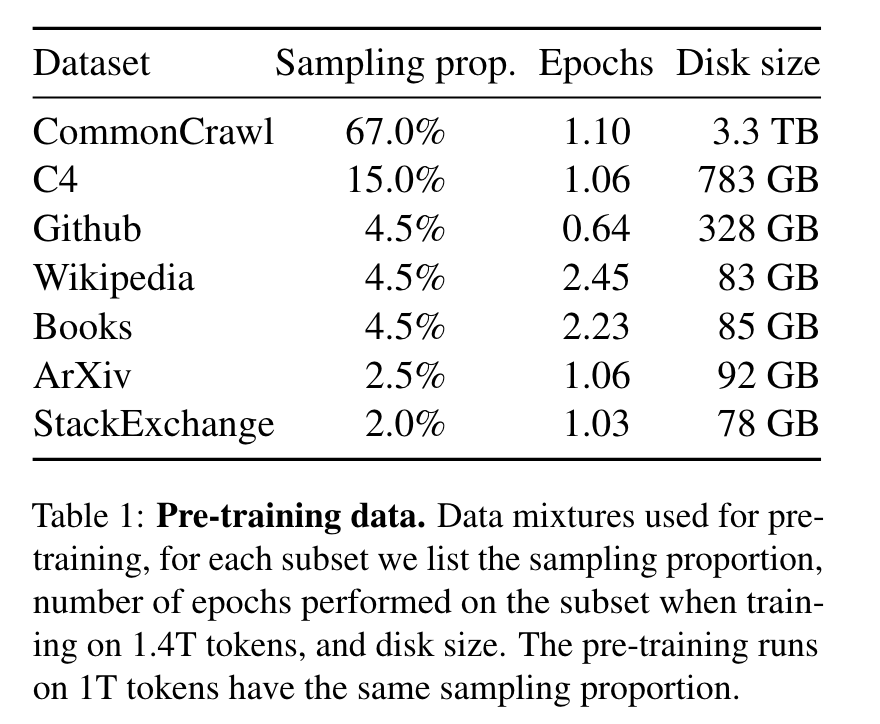 Dataset Sampling prop. Epochs Disk size
CommonCrawl 67.0% 1.10 3.3 TB
C4 15.0% 1.06 783 GB
Github 4.5% 0.64 328 GB
Wikipedia 4.5% 2.45 83 GB
Books 4.5% 2.23 85 GB
ArXiv 2.5% 1.06 92 GB
StackExchange 2.0% 1.03 78 GB
Table 1: Pre-training data. Data mixtures used for pre-
training, for each subset we list the sampling proportion,
number of epochs performed on the subset when train-
ing on 1.4T tokens, and disk size. The pre-training runs
on 1T tokens have the same sampling proportion.